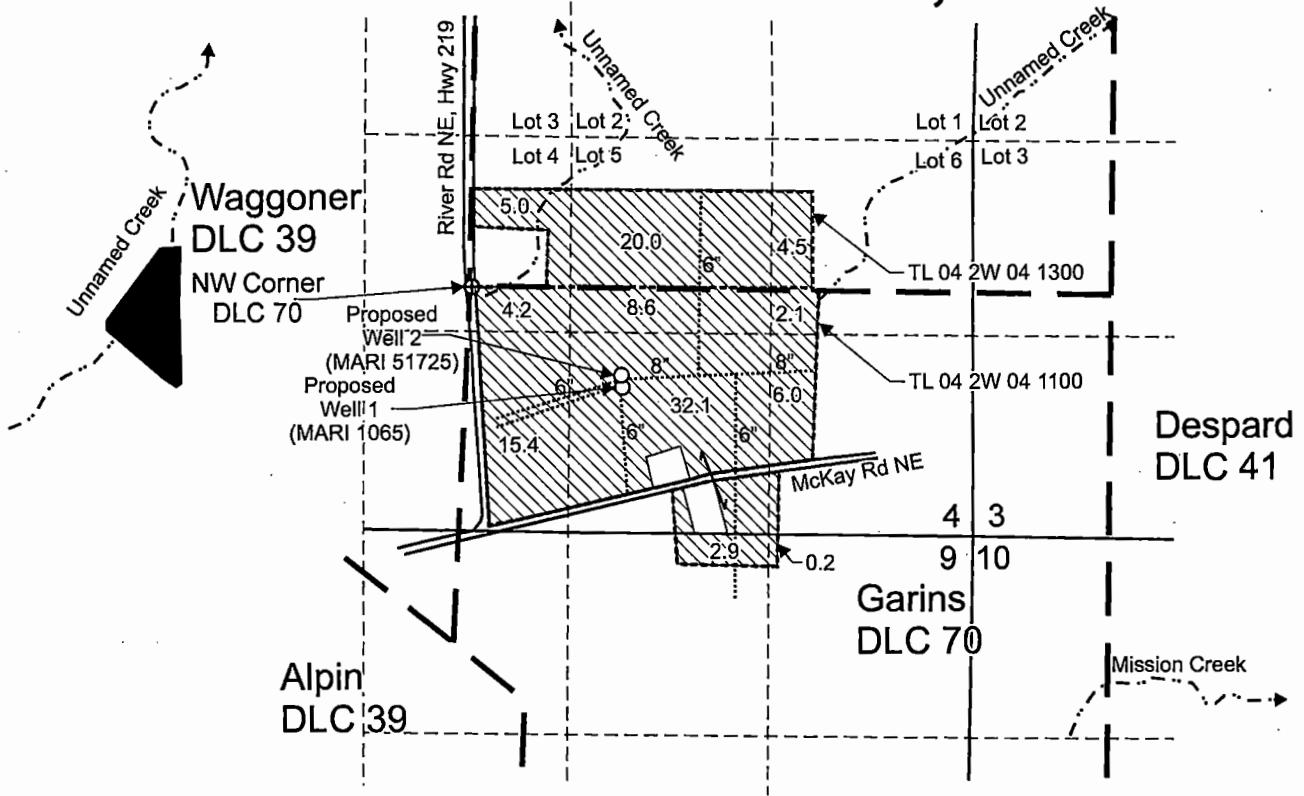 River Rd NE, Hwy 219
Unnamed Creek
Unnamed Creek
Unnamed Creek
Lot 3
Lot 2
Lot 4
Lot 5
Lot 1
Lot 2
Lot 6
Lot 3
Waggoner
DLC 39
NW Corner
DLC 70
5.0
20.0
4.5
6"
TL 04 2W 04 1300
4.2
8.6
2.1
Proposed
Well 2
(MARI 51725)
Proposed
Well 1
(MARI 1065)
8"
8"
6"
TL 04 2W 04 1100
32.1
6.0
6"
6"
15.4
McKay Rd NE
Despard
DLC 41
4
3
9
10
2.9
0.2
Garins
DLC 70
Alpin
DLC 39
Mission Creek